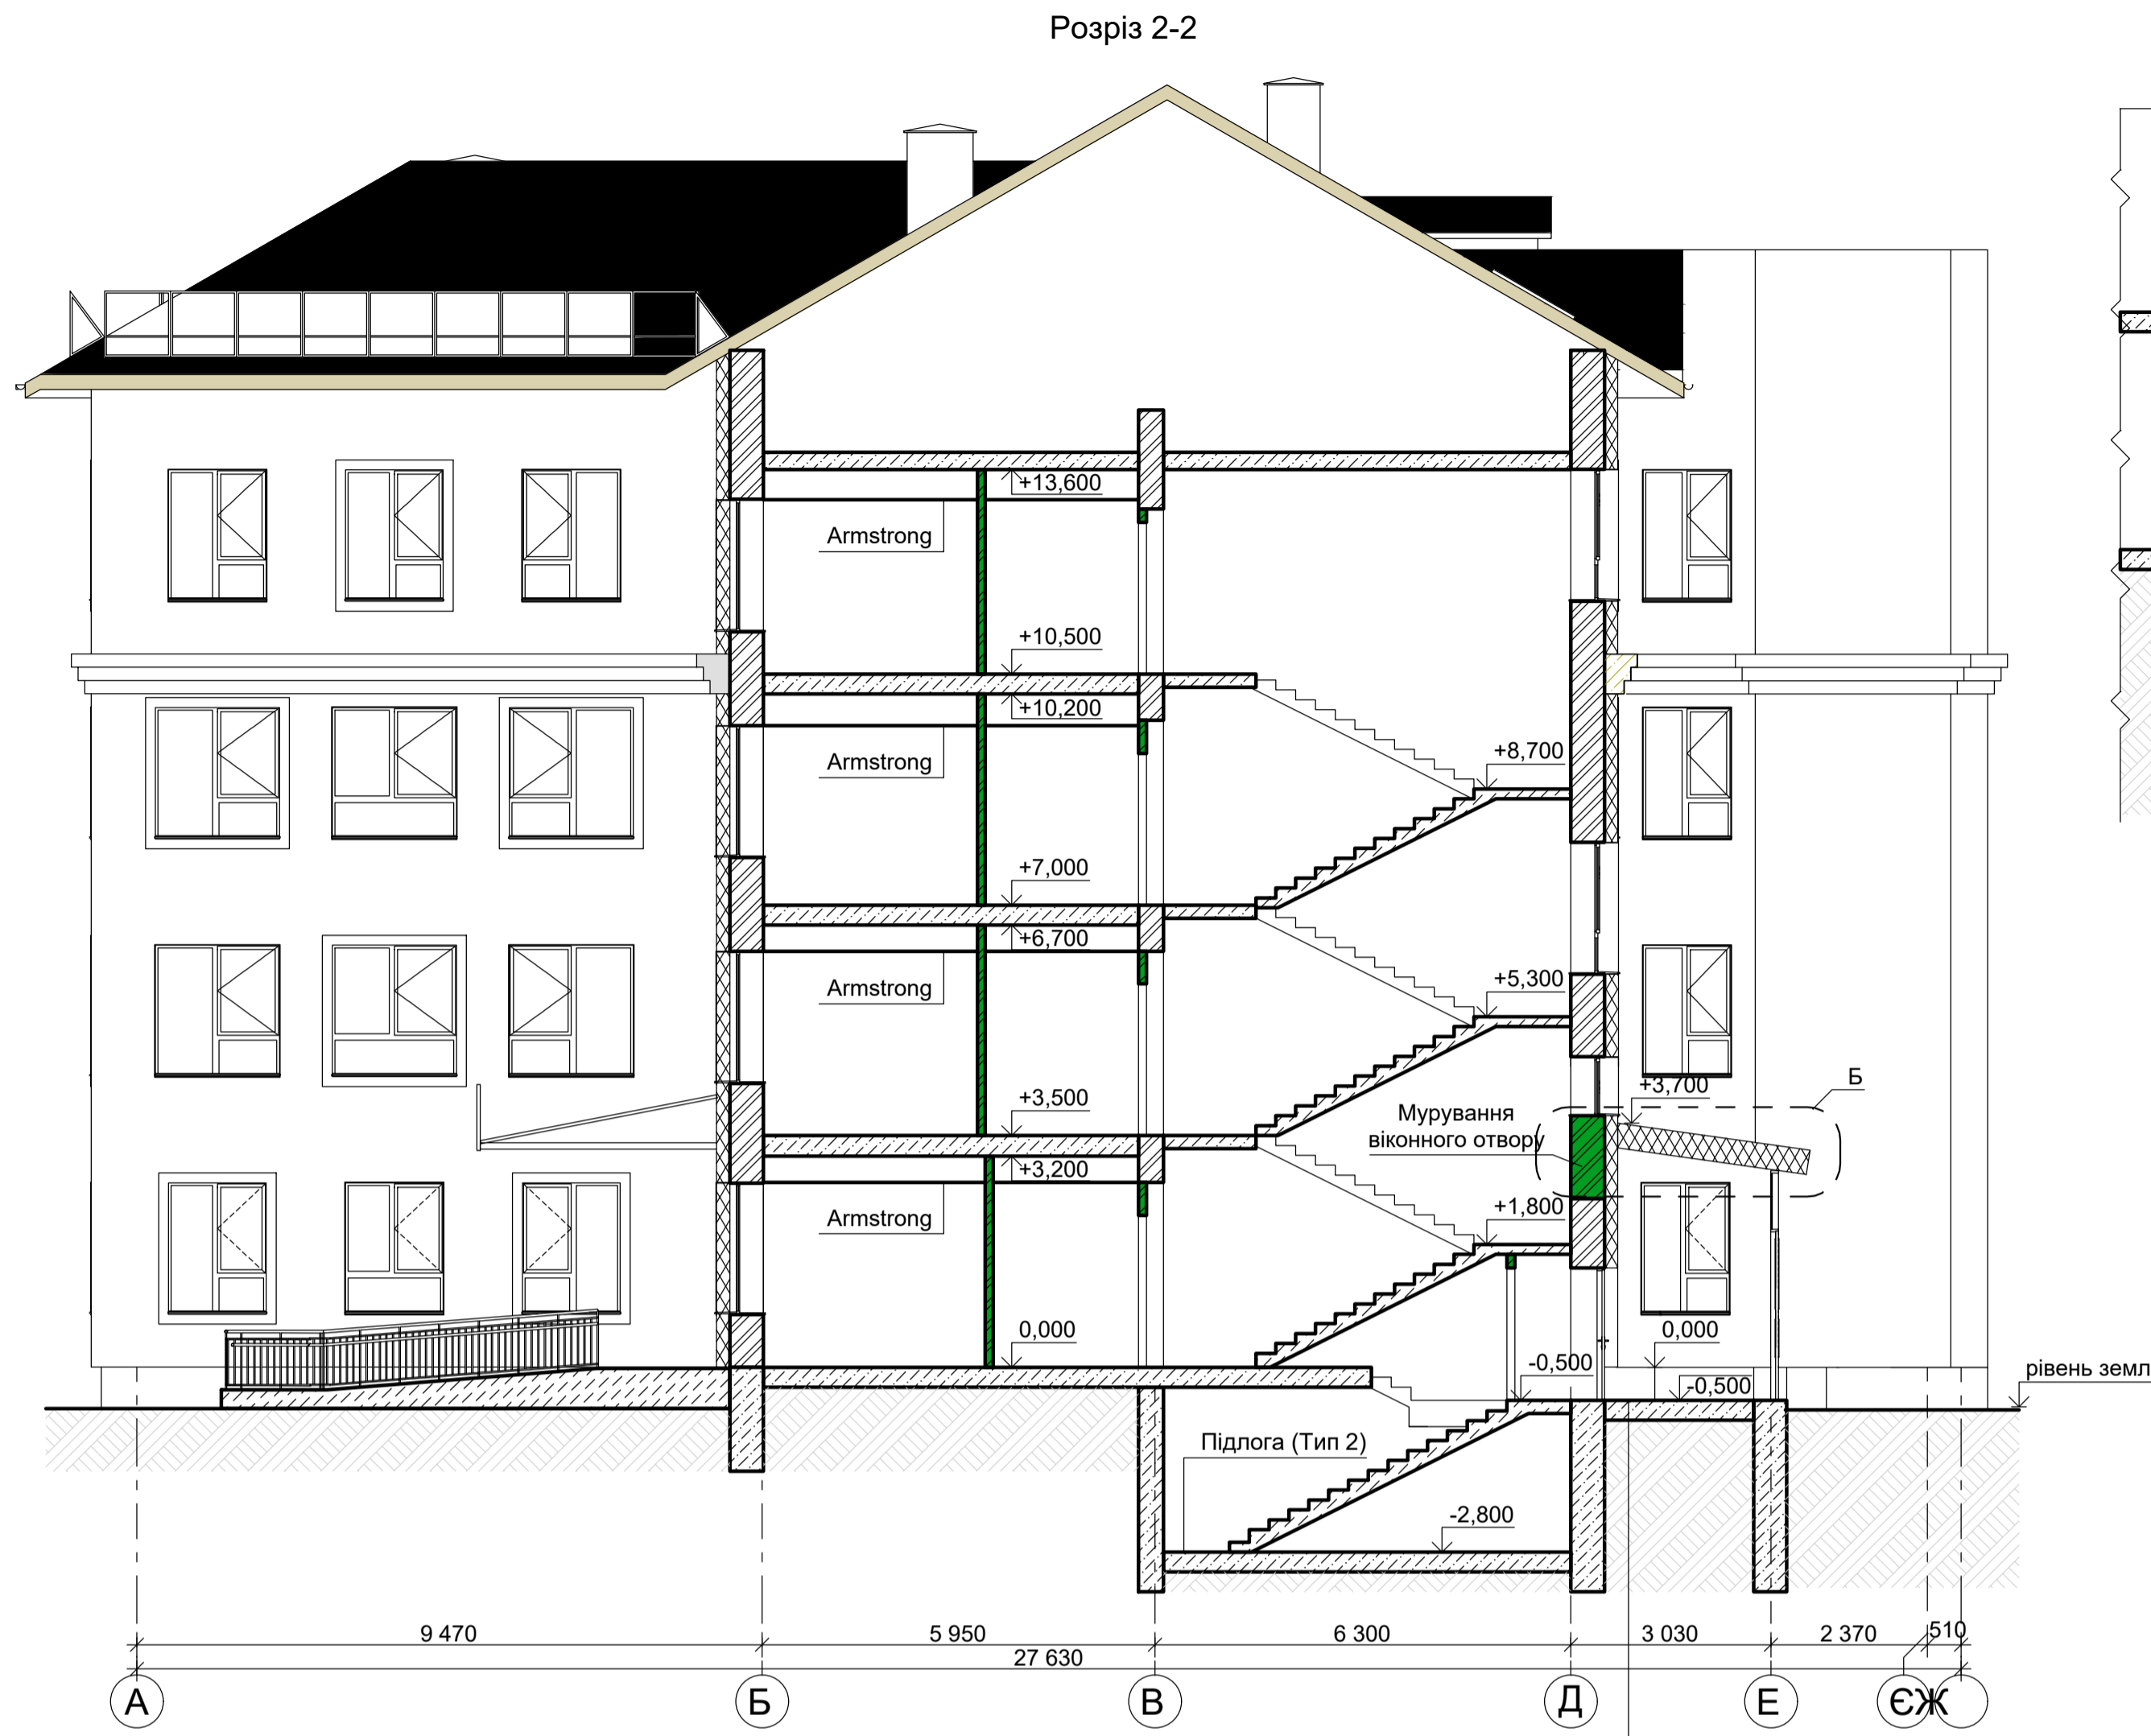 Розріз 2-2
+13,600
Armstrong
+10,500
+10,200
Armstrong
+8,700
+7,000
+6,700
Armstrong
+5,300
+3,500
Мурування
віконного отвору
+3,700
Б
+3,200
Armstrong
+1,800
0,000
-0,500
0,000
-0,500
рівень земл
Підлога (Тип 2)
-2,800
9 470
5 950
6 300
3 030
2 370
510
27 630
А
Б
В
Д
Е
Є
Ж